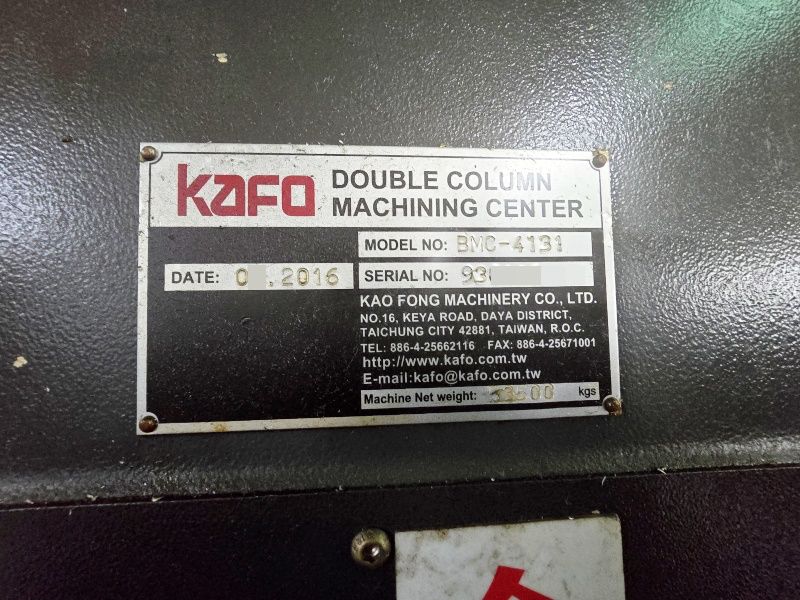 KAFO DOUBLE COLUMN
MACHINING CENTER
MODEL NO: BMC-4131
DATE: 0 .2016 SERIAL NO: 93
KAO FONG MACHINERY CO., LTD.
NO.16, KEYA ROAD, DAYA DISTRICT,
TAICHUNG CITY 42881, TAIWAN, R.O.C.
TEL: 886-4-25662116 FAX: 886-4-25671001
http://www.kafo.com.tw
E-mail:kafo@kafo.com.tw
Machine Net weight: kgs